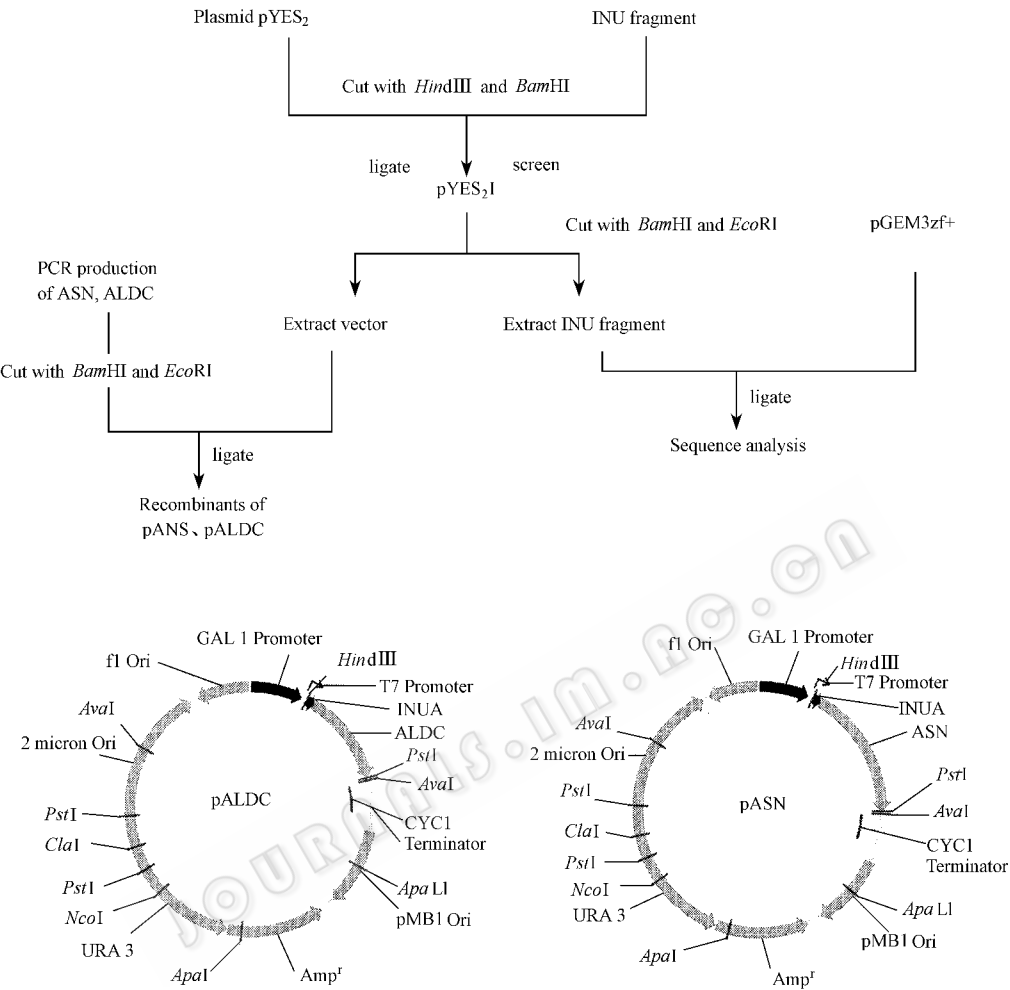 Plasmid pYES2
INU fragment
Cut with HindⅢ and BamHI
ligate
screen
pYES2I
Cut with BamHI and EcoRI
pGEM3zf+
PCR production
of ASN, ALDC
Extract vector
Extract INU fragment
Cut with BamHI and EcoRI
ligate
Sequence analysis
ligate
Recombinants of
pANS、pALDC
GAL 1 Promoter
f1 Ori
HindⅢ
T7 Promoter
INUA
ALDC
AvaI
2 micron Ori
PstI
AvaI
pALDC
PstI
CYC1
Terminator
ClaI
PstI
ApaLI
NcoI
pMB1 Ori
URA 3
ApaI
Ampr
GAL 1 Promoter
f1 Ori
HindⅢ
T7 Promoter
INUA
ASN
AvaI
2 micron Ori
PstI
PstI
AvaI
pASN
ClaI
CYC1
Terminator
PstI
NcoI
ApaLI
URA 3
pMB1 Ori
ApaI
Ampr
JOURNALS.IM.AC.CN